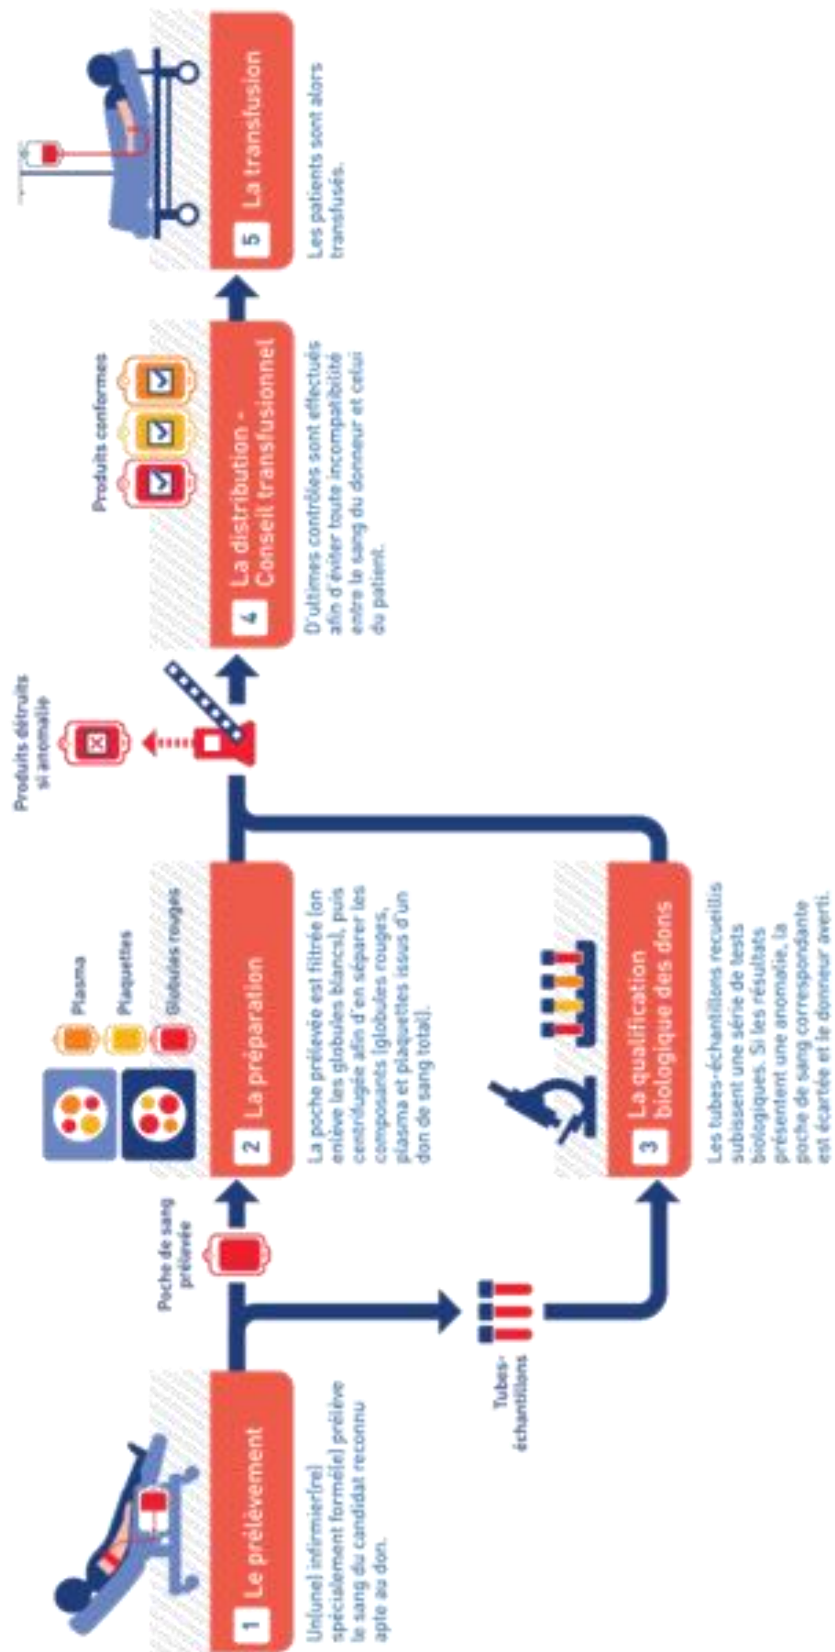 1 Le prélèvement
Un(une) infirmier(re)
spécialement formé(e) prélève
le sang du candidat reconnu
apte au don.
Poche de sang
prélevée
Tubes-
échantillons
Plasma
Plaquettes
Globules rouges
2 La préparation
La poche prélevée est filtrée (on
enlève les globules blancs), puis
centrifugée afin d'en séparer les
composants (globules rouges,
plasma et plaquettes issus d'un
don de sang total).
3 La qualification
biologique des dons
Les tubes-échantillons recueillis
subissent une série de tests
biologiques. Si les résultats
présentent une anomalie, la
poche de sang correspondante
est écartée et le donneur averti.
Produits détruits
si anomalie
Produits conformes
4 La distribution -
Conseil transfusionnel
D'ultimes contrôles sont effectués
afin d'éviter toute incompatibilité
entre le sang du donneur et celui
du patient.
5 La transfusion
Les patients sont alors
transfusés.